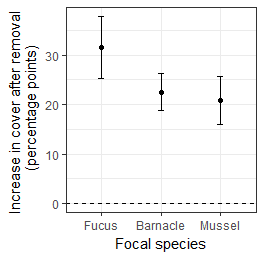 Increase in cover after removal
(percentage points)
30
20
10
0
Fucus Barnacle Mussel
Focal species